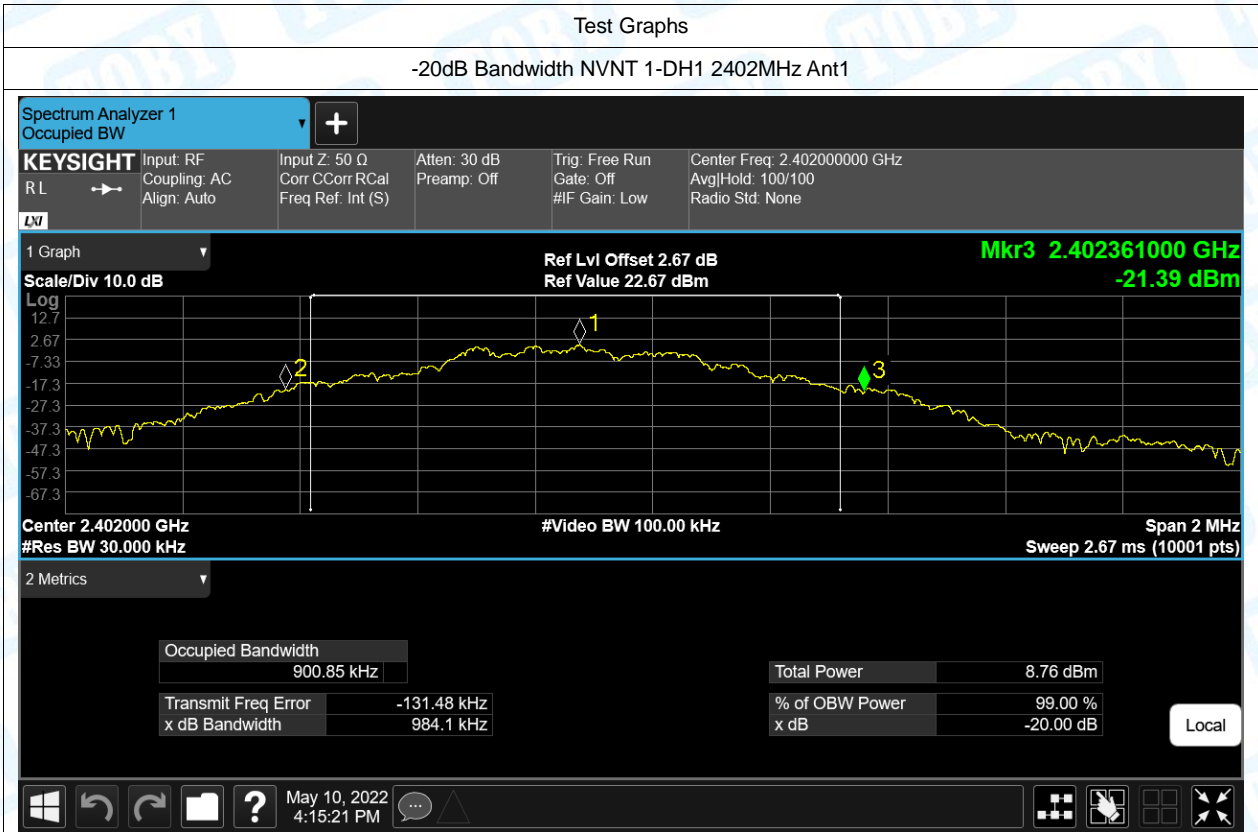 Test Graphs
-20dB Bandwidth NVNT 1-DH1 2402MHz Ant1
Spectrum Analyzer 1
Occupied BW
KEYSIGHT
R L
LXI
Input: RF
Coupling: AC
Align: Auto
Input Z: 50 Ω
Corr CCorr RCal
Freq Ref: Int (S)
Atten: 30 dB
Preamp: Off
Trig: Free Run
Gate: Off
#IF Gain: Low
Center Freq: 2.402000000 GHz
Avg|Hold: 100/100
Radio Std: None
1 Graph
Scale/Div 10.0 dB
Ref Lvl Offset 2.67 dB
Ref Value 22.67 dBm
Mkr3 2.402361000 GHz
-21.39 dBm
Log
12.7
2.67
-7.33
-17.3
-27.3
-37.3
-47.3
-57.3
-67.3
1
2
3
Center 2.402000 GHz
#Video BW 100.00 kHz
Span 2 MHz
#Res BW 30.000 kHz
Sweep 2.67 ms (10001 pts)
2 Metrics
Occupied Bandwidth
900.85 kHz
Total Power 8.76 dBm
Transmit Freq Error -131.48 kHz
% of OBW Power 99.00 %
x dB Bandwidth 984.1 kHz
x dB -20.00 dB
Local
?
May 10, 2022
4:15:21 PM
TOBY